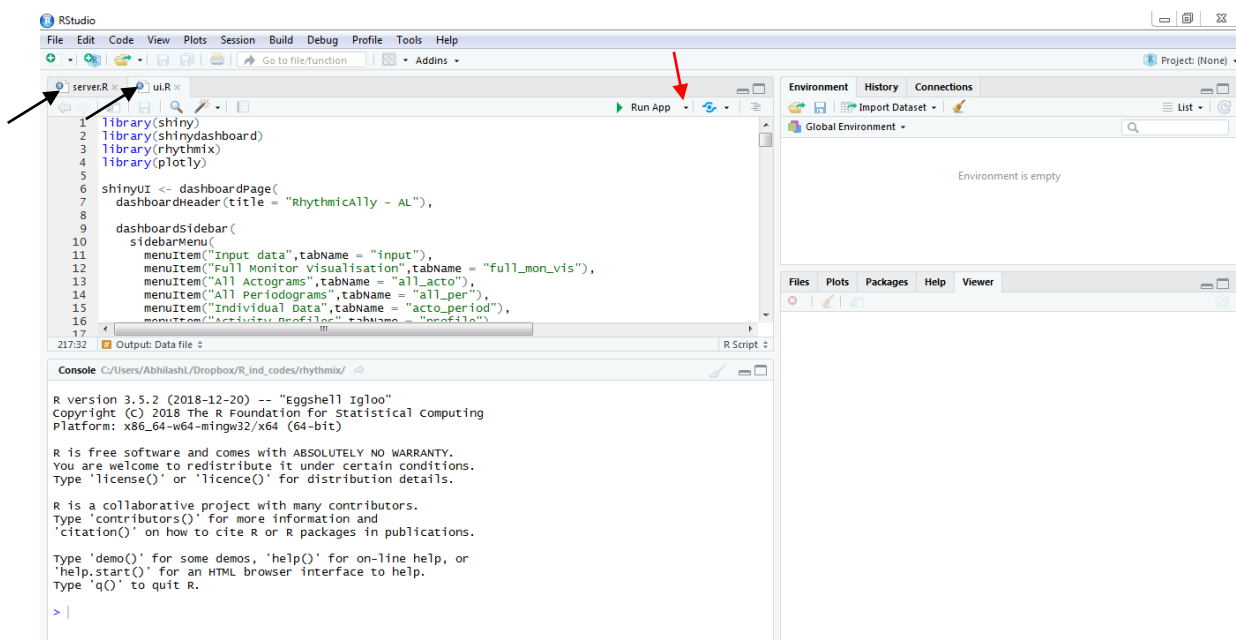 RStudio
File Edit Code View Plots Session Build Debug Profile Tools Help
Go to file/function Addins Project: (None)
server.R ui.R
Run App
1 library(shiny)
2 library(shinydashboard)
3 library(rhythmix)
4 library(plotly)
5
6 shinyUI <- dashboardPage(
7 dashboardHeader(title = "RhythmicAlly - AL"),
8
9 dashboardSidebar(
10 sidebarMenu(
11 menuItem("Input data",tabName = "input"),
12 menuItem("Full Monitor Visualisation",tabName = "full_mon_vis"),
13 menuItem("All Actograms",tabName = "all_acto"),
14 menuItem("All Periodograms",tabName = "all_per"),
15 menuItem("Individual Data",tabName = "acto_period"),
16 menuItem("Activity Profiles",tabName = "profile")
17
217:32 Output: Data file R Script
Console C:/Users/AbhilashL/Dropbox/R_ind_codes/rhythmix/
R version 3.5.2 (2018-12-20) -- "Eggshell Igloo"
Copyright (C) 2018 The R Foundation for Statistical Computing
Platform: x86_64-w64-mingw32/x64 (64-bit)
R is free software and comes with ABSOLUTELY NO WARRANTY.
You are welcome to redistribute it under certain conditions.
Type 'license()' or 'licence()' for distribution details.
R is a collaborative project with many contributors.
Type 'contributors()' for more information and
'citation()' on how to cite R or R packages in publications.
Type 'demo()' for some demos, 'help()' for on-line help, or
'help.start()' for an HTML browser interface to help.
Type 'q()' to quit R.
>
Environment History Connections
Import Dataset List
Global Environment
Environment is empty
Files Plots Packages Help Viewer